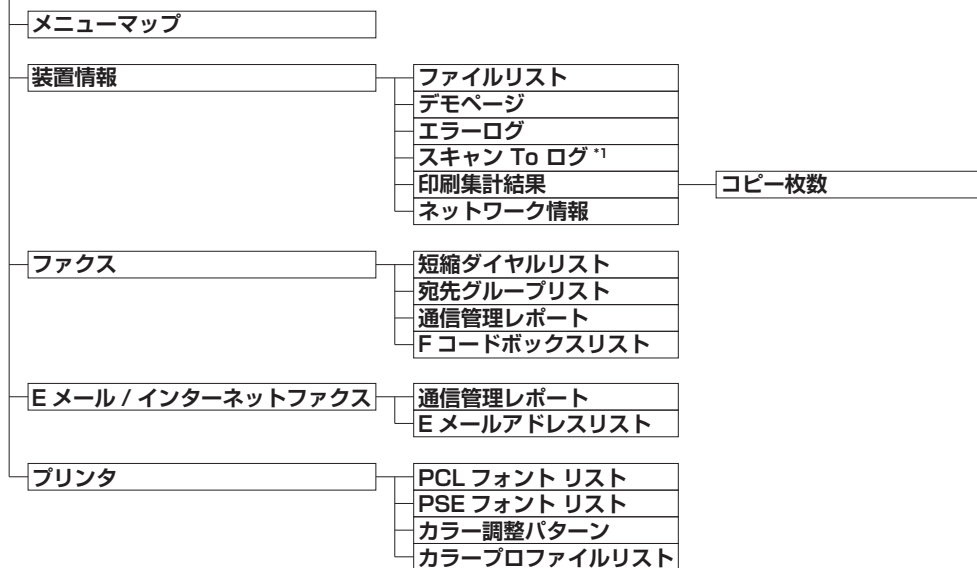 メニューマップ
装置情報
ファイルリスト
デモページ
エラーログ
スキャン To ログ *1
印刷集計結果
コピー枚数
ネットワーク情報
ファクス
短縮ダイヤルリスト
宛先グループリスト
通信管理レポート
F コードボックスリスト
E メール / インターネットファクス
通信管理レポート
E メールアドレスリスト
プリンタ
PCL フォント リスト
PSE フォント リスト
カラー調整パターン
カラープロファイルリスト